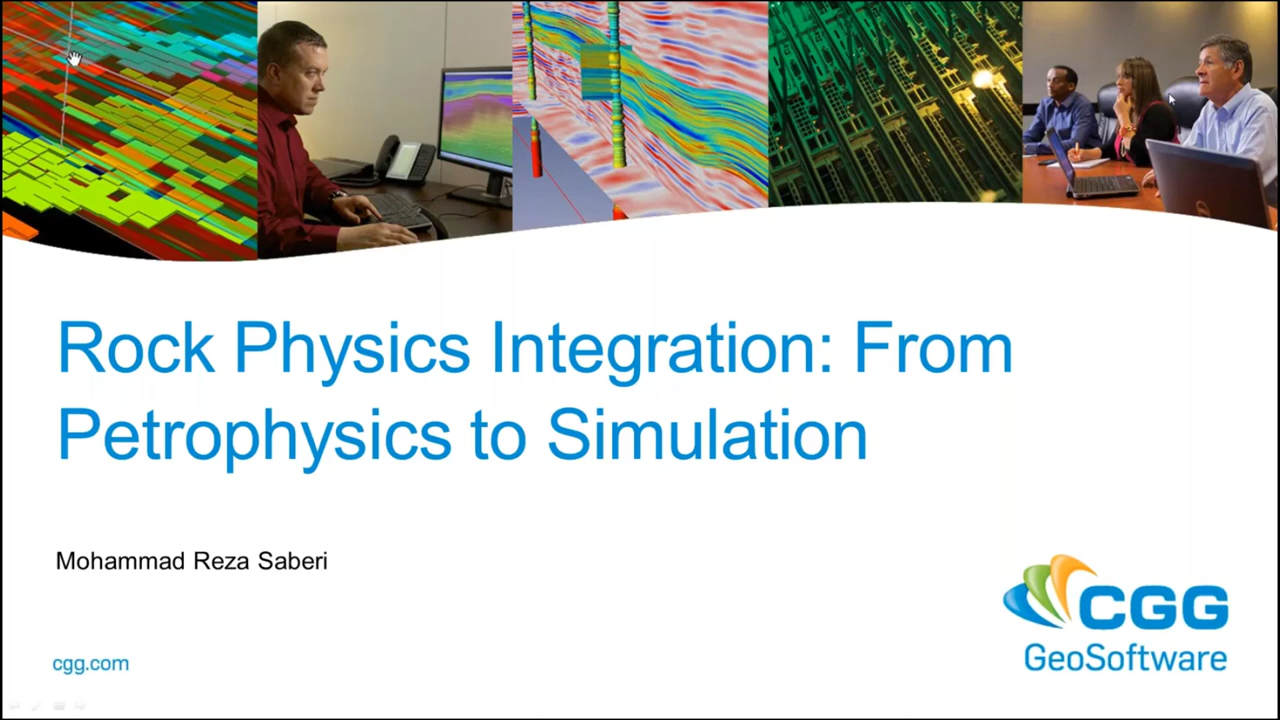 Rock Physics Integration: From
Petrophysics to Simulation
Mohammad Reza Saberi
CGG
GeoSoftware
cgg.com